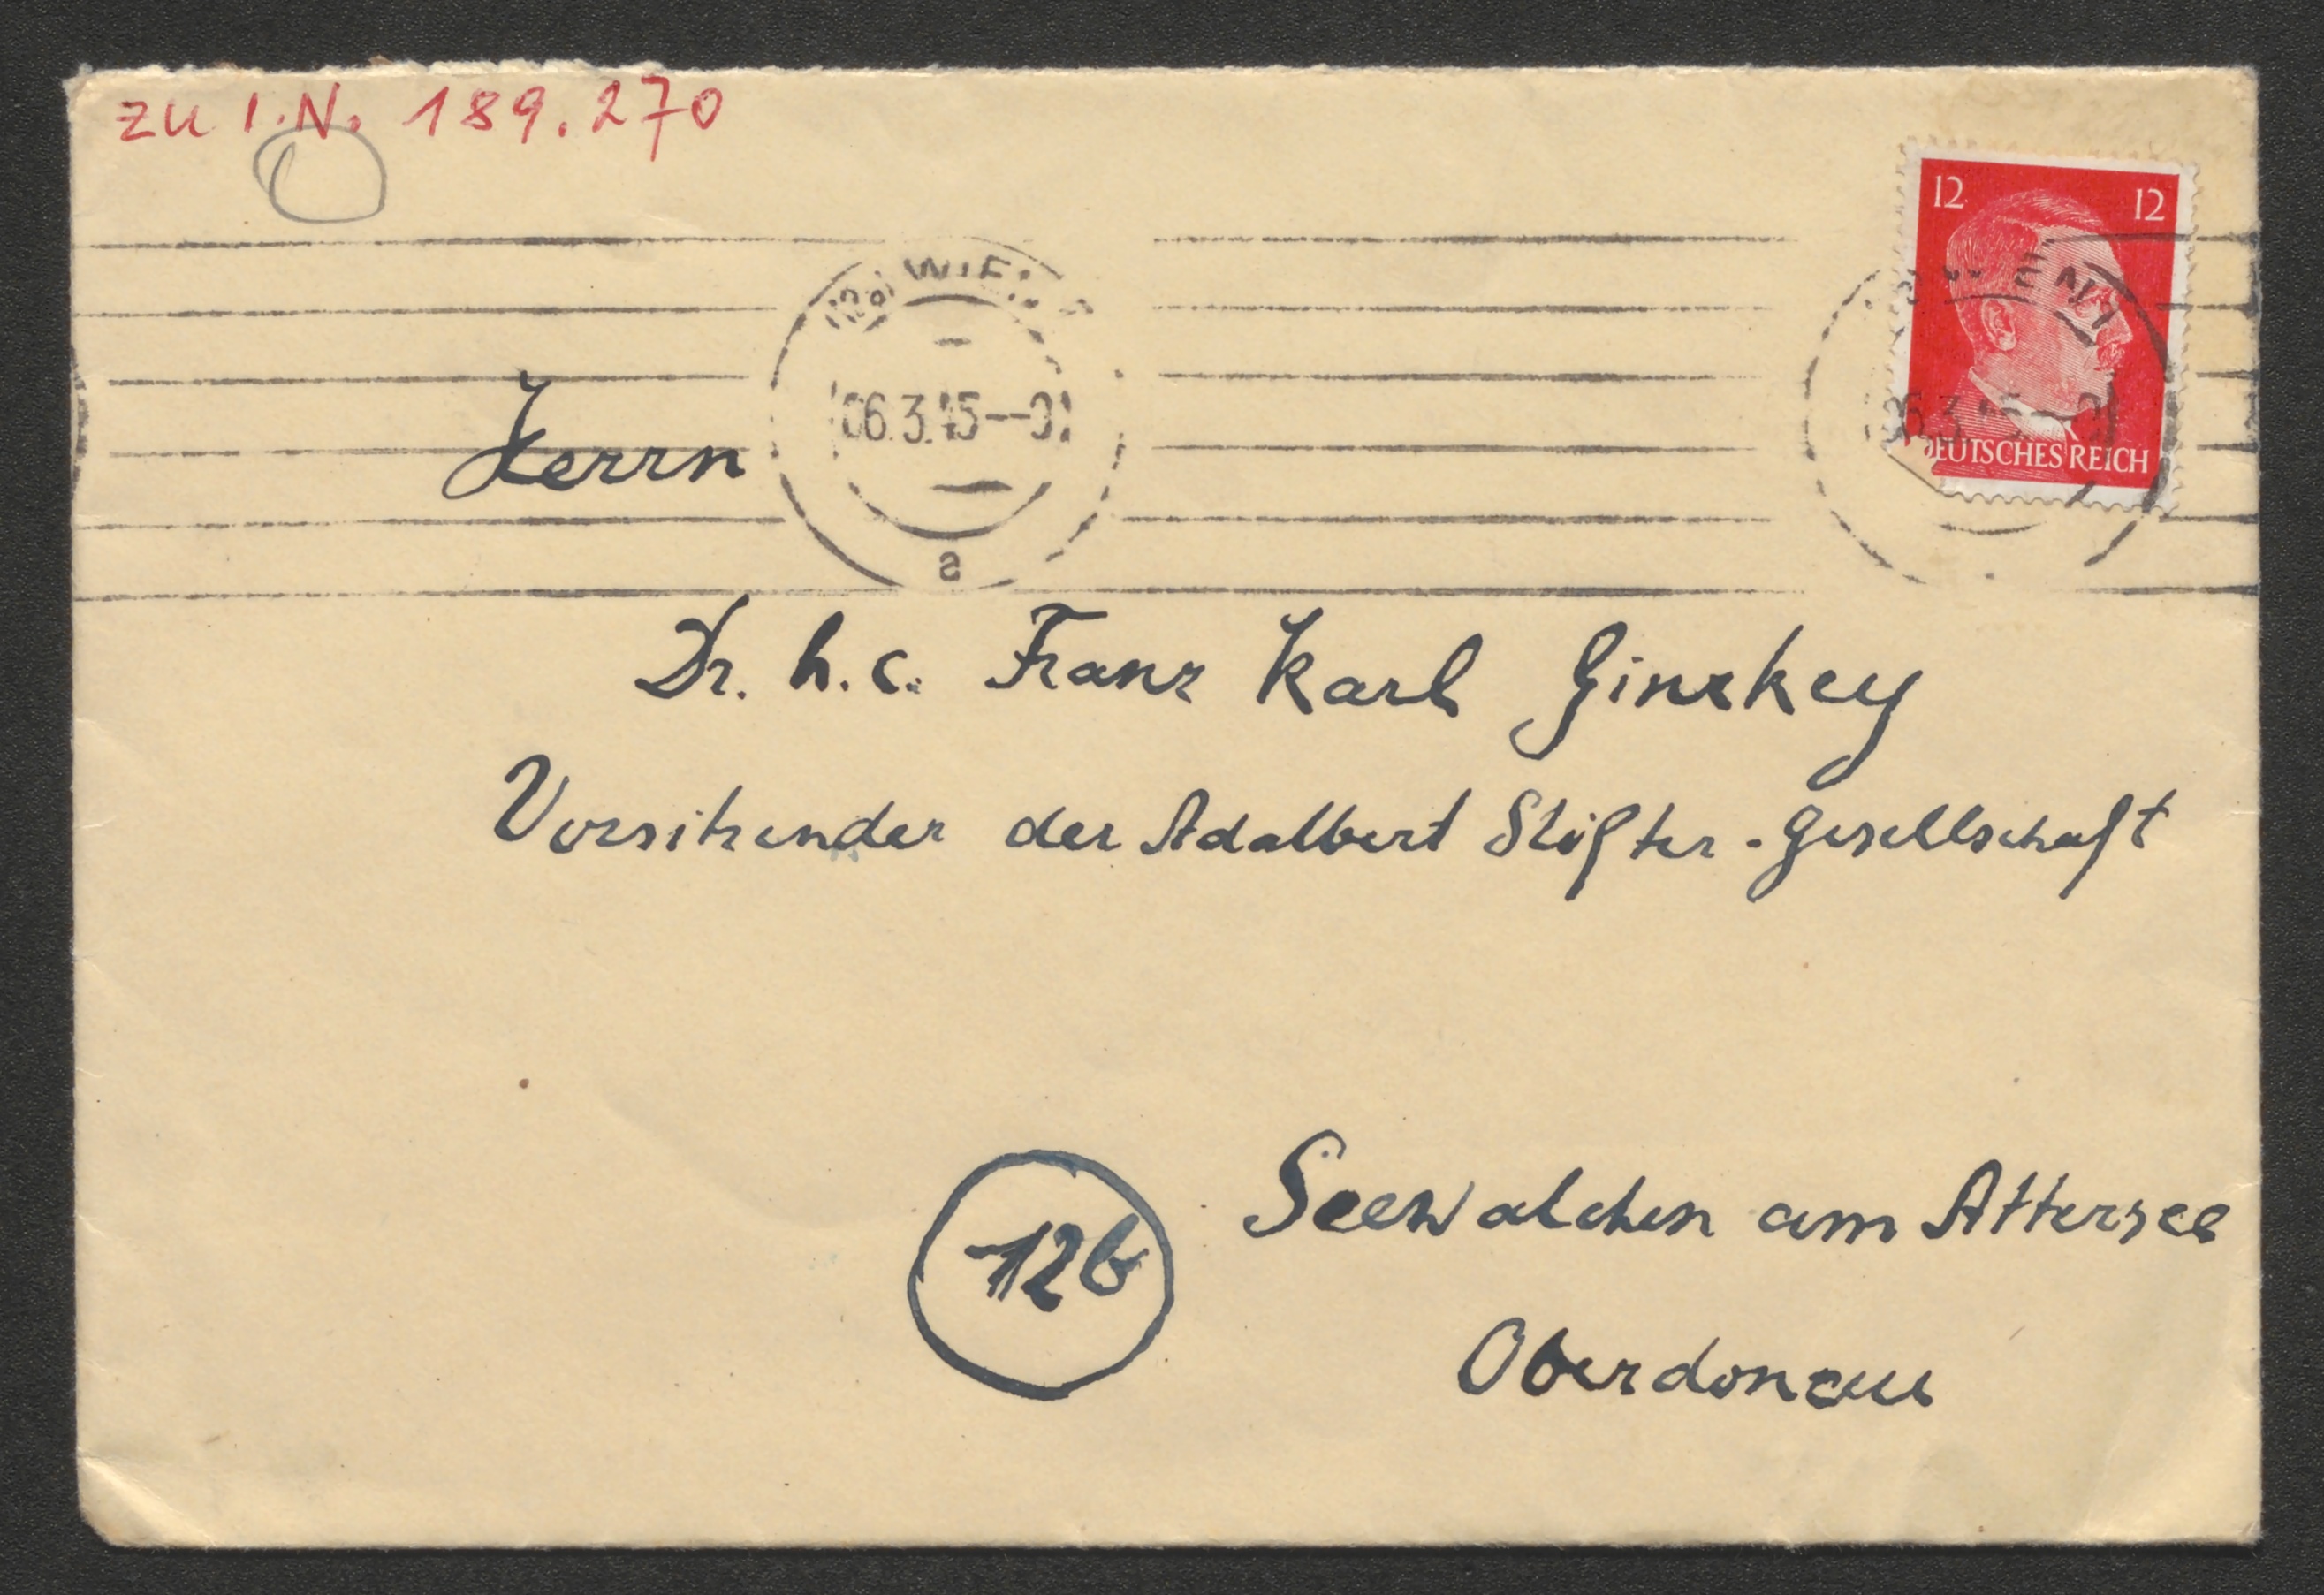 zu I.N. 189.270
12 12
WIEN
06.3.45--
DEUTSCHES REICH
a
Herrn
Dr. h.c. Franz Karl Ginzkey
Vorsitzender der Adalbert Stifter-Gesellschaft
12b
Seewalchen am Attersee
Oberdonau